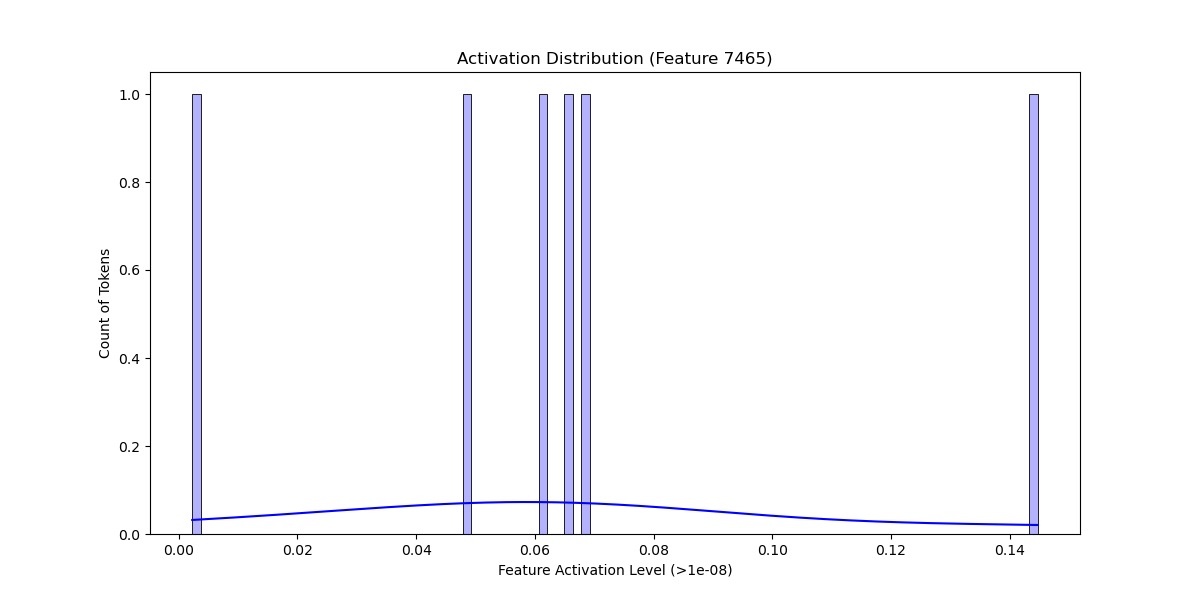 Activation Distribution (Feature 7465)
1.0
0.8
0.6
0.4
0.2
0.0
Count of Tokens
0.00 0.02 0.04 0.06 0.08 0.10 0.12 0.14
Feature Activation Level (>1e-08)